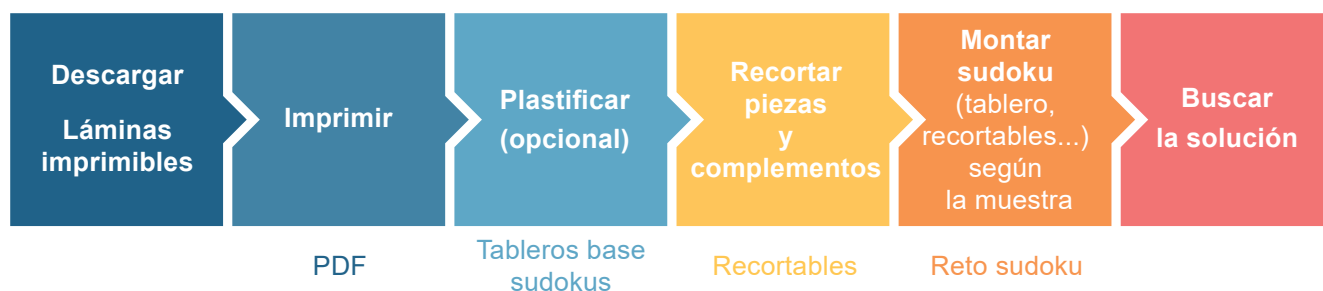 Descargar
Láminas
imprimibles
Imprimir
Plastificar
(opcional)
Recortar
piezas
y
complementos
Montar
sudoku
(tablero,
recortables...)
según
la muestra
Buscar
la solución
PDF
Tableros base
sudokus
Recortables
Reto sudoku